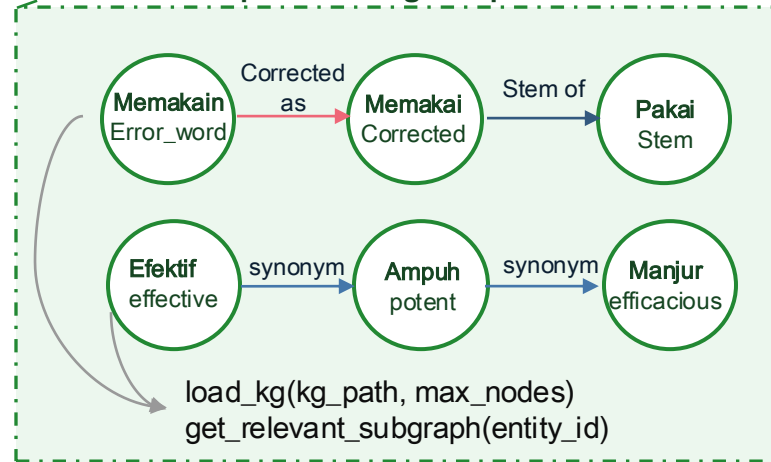 Corrected
as
Stem of
Memakain
Error_word
Memakai
Corrected
Pakai
Stem
Efektif
effective
synonym
Ampuh
potent
synonym
Manjur
efficacious
load_kg(kg_path, max_nodes)
get_relevant_subgraph(entity_id)